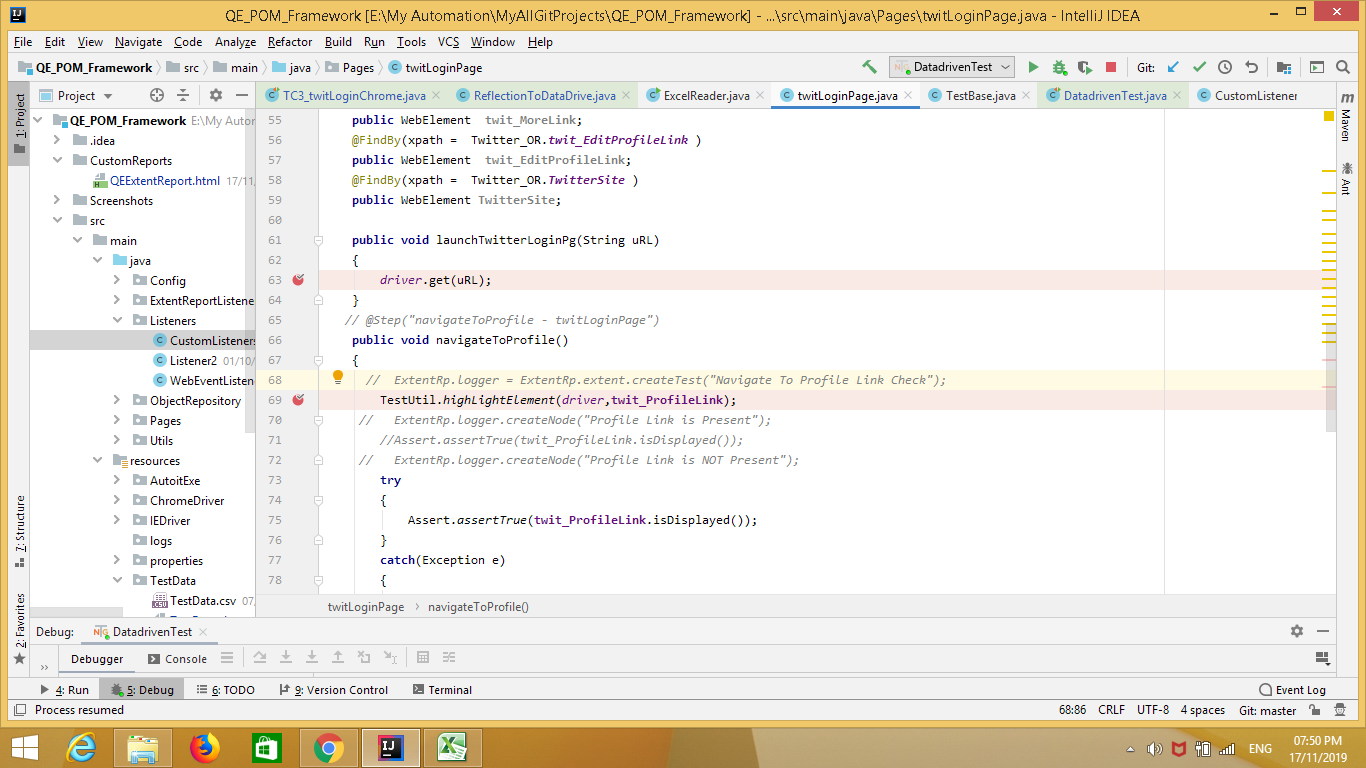 QE_POM_Framework [E:\My Automation\MyAllGitProjects\QE_POM_Framework] - ...\src\main\java\Pages\twitLoginPage.java - IntelliJ IDEA
File Edit View Navigate Code Analyze Refactor Build Run Tools VCS Window Help
QE_POM_Framework src main java Pages twitLoginPage DatadrivenTest Git:
Project TC3_twitLoginChrome.java ReflectionToDataDrive.java ExcelReader.java twitLoginPage.java TestBase.java DatadrivenTest.java CustomListener
1: Project
7: Structure
2: Favorites
QE_POM_Framework E:\My Autor
.idea
CustomReports
QEExtentReport.html 17/11,
Screenshots
src
main
java
Config
ExtentReportListene
Listeners
CustomListeners
Listener2 01/10,
WebEventListen
ObjectRepository
Pages
Utils
resources
AutoitExe
ChromeDriver
IEDriver
logs
properties
TestData
TestData.csv 07,
55 public WebElement twit_MoreLink;
56 @FindBy(xpath = Twitter_OR.twit_EditProfileLink )
57 public WebElement twit_EditProfileLink;
58 @FindBy(xpath = Twitter_OR.TwitterSite )
59 public WebElement TwitterSite;
60
61 public void launchTwitterLoginPg(String uRL)
62 {
63 driver.get(uRL);
64 }
65 // @Step("navigateToProfile - twitLoginPage")
66 public void navigateToProfile()
67 {
68 // ExtentRp.logger = ExtentRp.extent.createTest("Navigate To Profile Link Check");
69 TestUtil.highLightElement(driver,twit_ProfileLink);
70 // ExtentRp.logger.createNode("Profile Link is Present");
71 //Assert.assertTrue(twit_ProfileLink.isDisplayed());
72 // ExtentRp.logger.createNode("Profile Link is NOT Present");
73 try
74 {
75 Assert.assertTrue(twit_ProfileLink.isDisplayed());
76 }
77 catch(Exception e)
78 {
twitLoginPage navigateToProfile()
m Maven
Ant
Debug: DatadrivenTest
Debugger Console
4: Run 5: Debug 6: TODO 9: Version Control Terminal Event Log
Process resumed 68:86 CRLF UTF-8 4 spaces Git: master
ENG 07:50 PM
17/11/2019